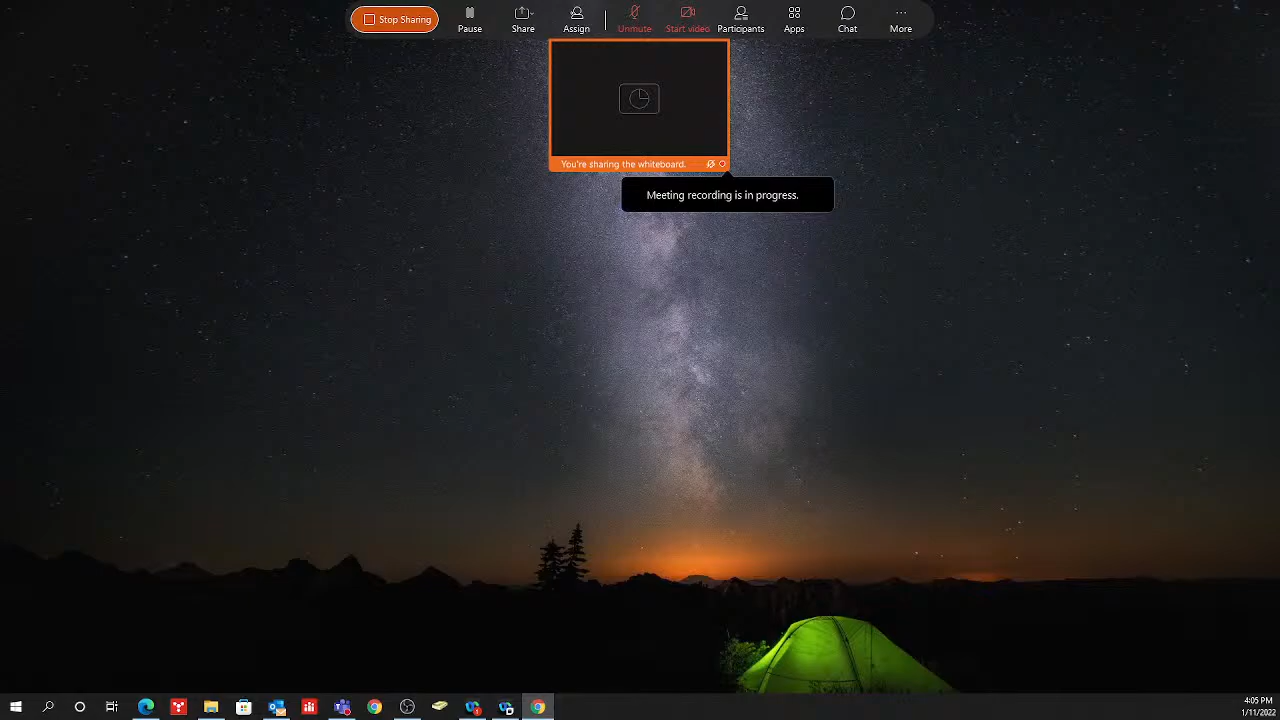 Stop Sharing
Pause
Share
Assign
Unmute
Start video
Participants
Apps
Chat
More
You're sharing the whiteboard.
Meeting recording is in progress.
4:05 PM
1/11/2022